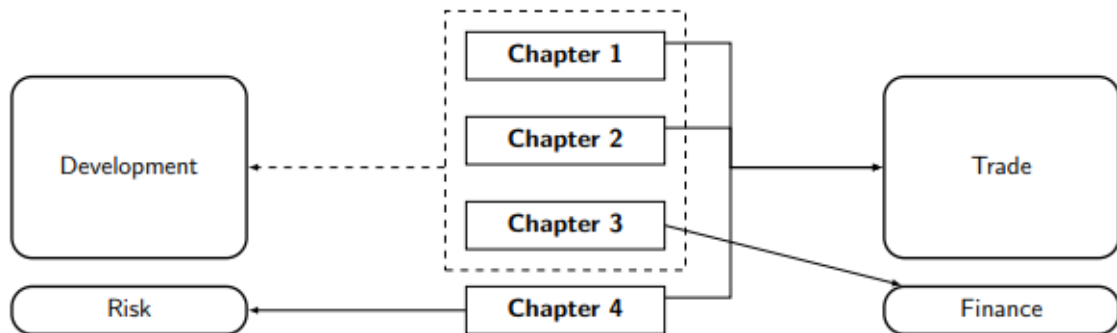 Chapter 1
Chapter 2
Development
Trade
Chapter 3
Risk
Chapter 4
Finance